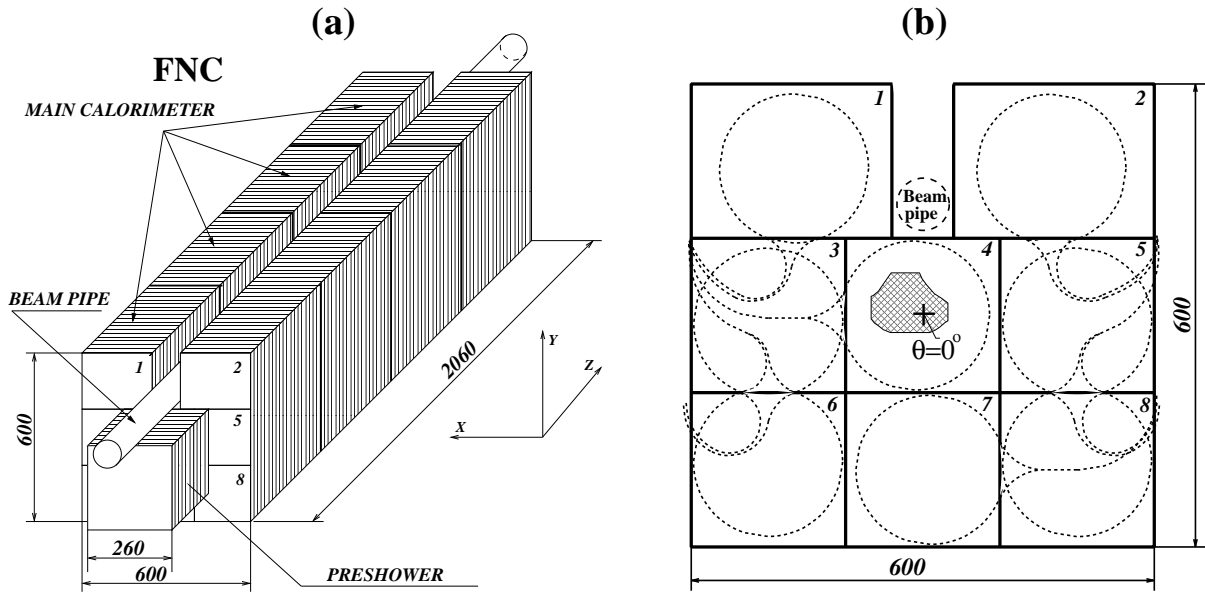 (a)
FNC
MAIN CALORIMETER
BEAM PIPE
1
2
5
8
600
2060
Y
Z
X
260
600
PRESHOWER
(b)
1
2
Beam
pipe
3
4
5
θ=0°
600
6
7
8
600